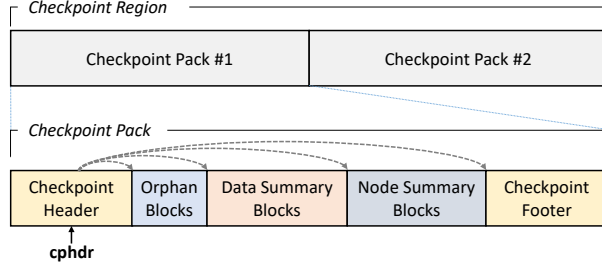 Checkpoint Region
Checkpoint Pack #1
Checkpoint Pack #2
Checkpoint Pack
Checkpoint
Header
Orphan
Blocks
Data Summary
Blocks
Node Summary
Blocks
Checkpoint
Footer
cphdr